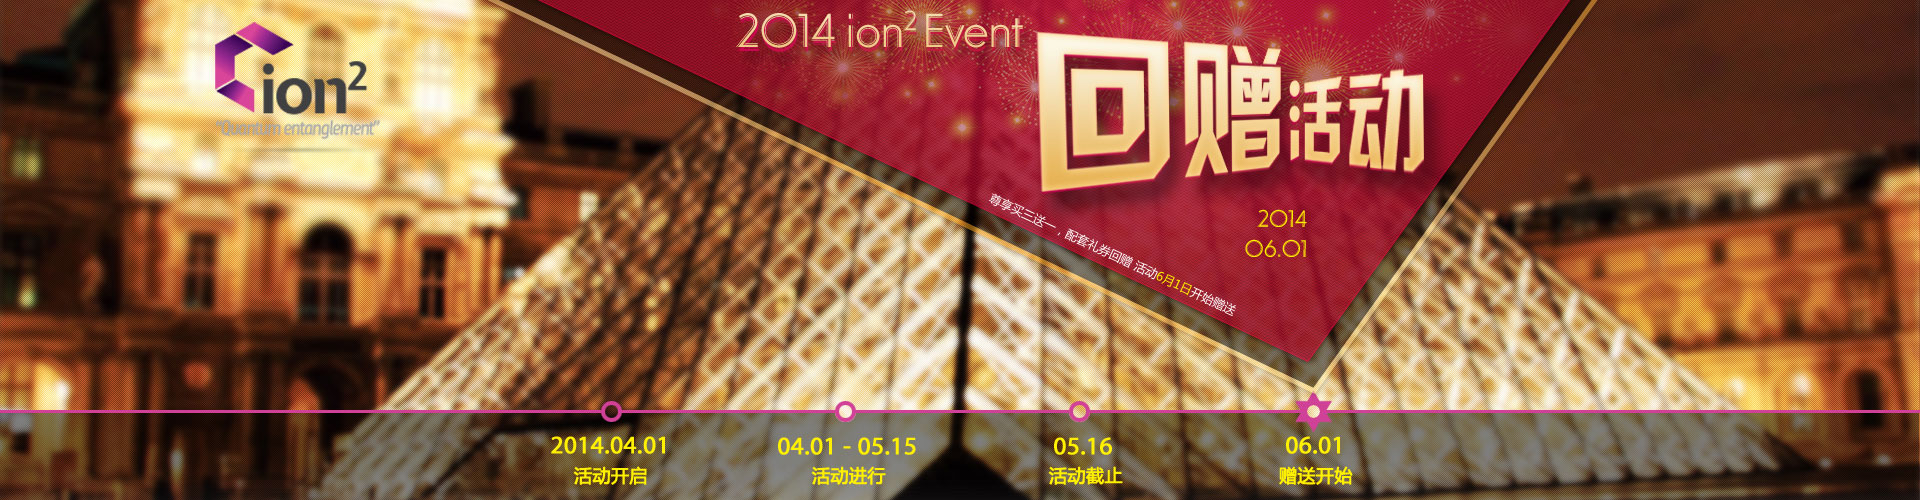 ion²
"Quantum entanglement"
2014 ion² Event
回赠活动
尊享买三送一，配套礼券回赠 活动6月1日开始赠送
2014
06.01
2014.04.01
活动开启
04.01 - 05.15
活动进行
05.16
活动截止
06.01
赠送开始